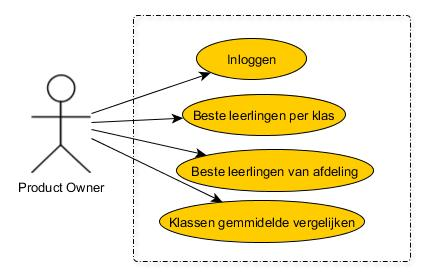 Inloggen
Beste leerlingen per klas
Beste leerlingen van afdeling
Product Owner
Klassen gemmidelde vergelijken